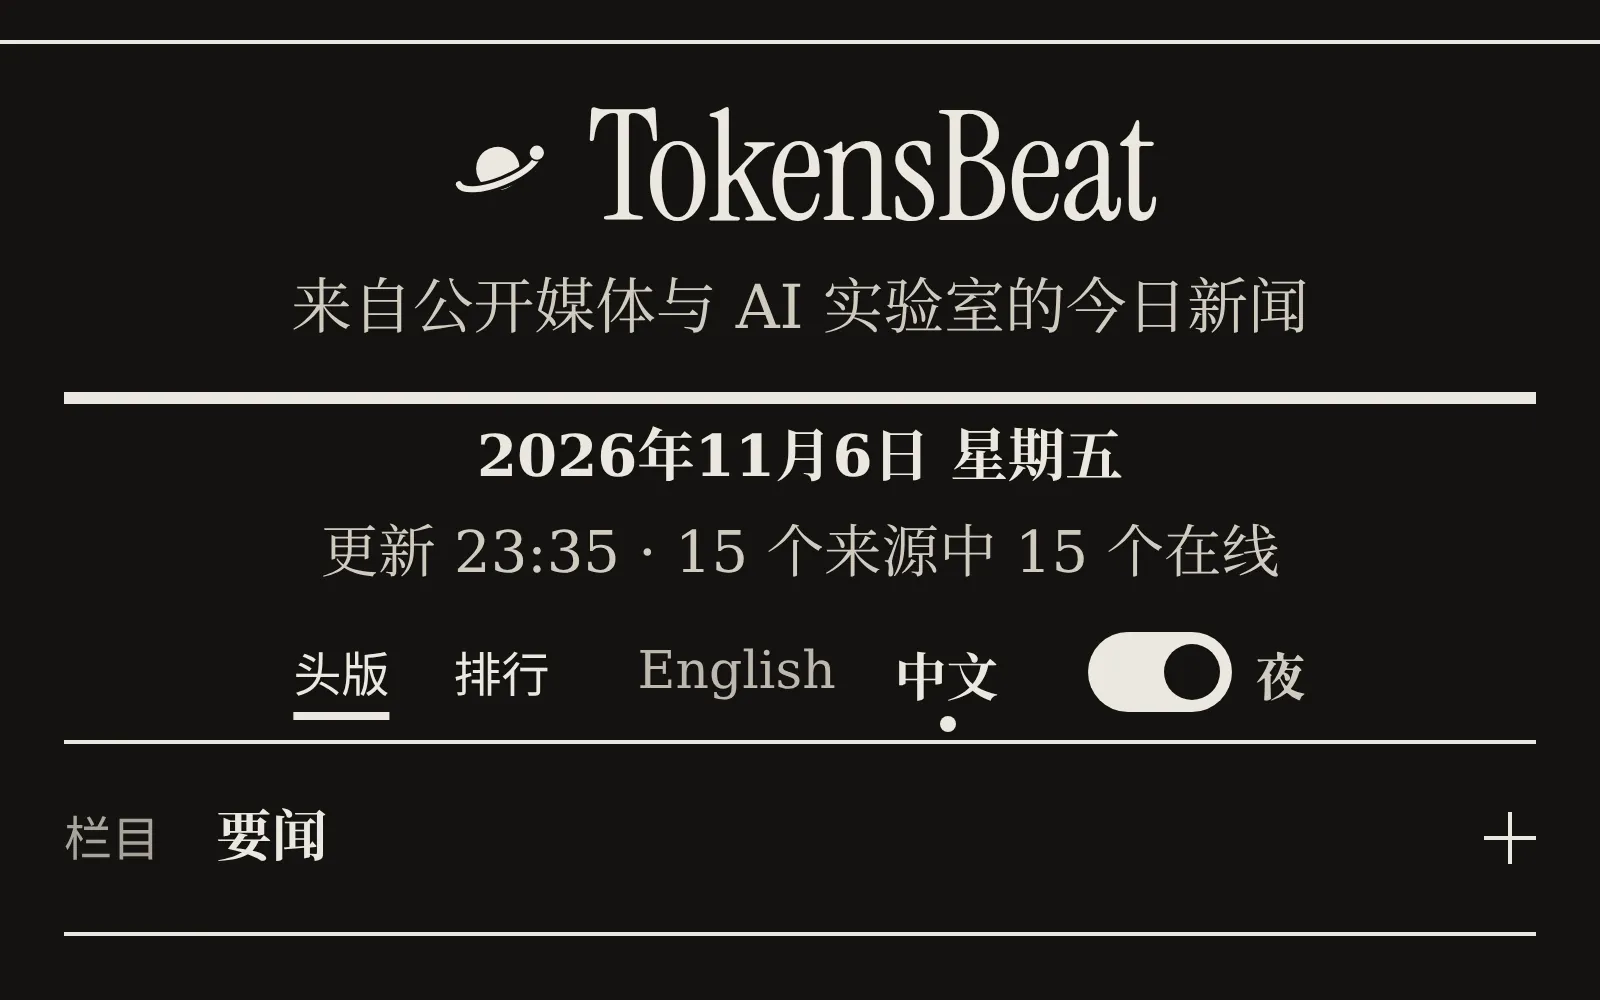 TokensBeat
来自公开媒体与 AI 实验室的今日新闻
2026年11月6日 星期五
更新 23:35 · 15 个来源中 15 个在线
头版 排行 English 中文 夜
栏目 要闻